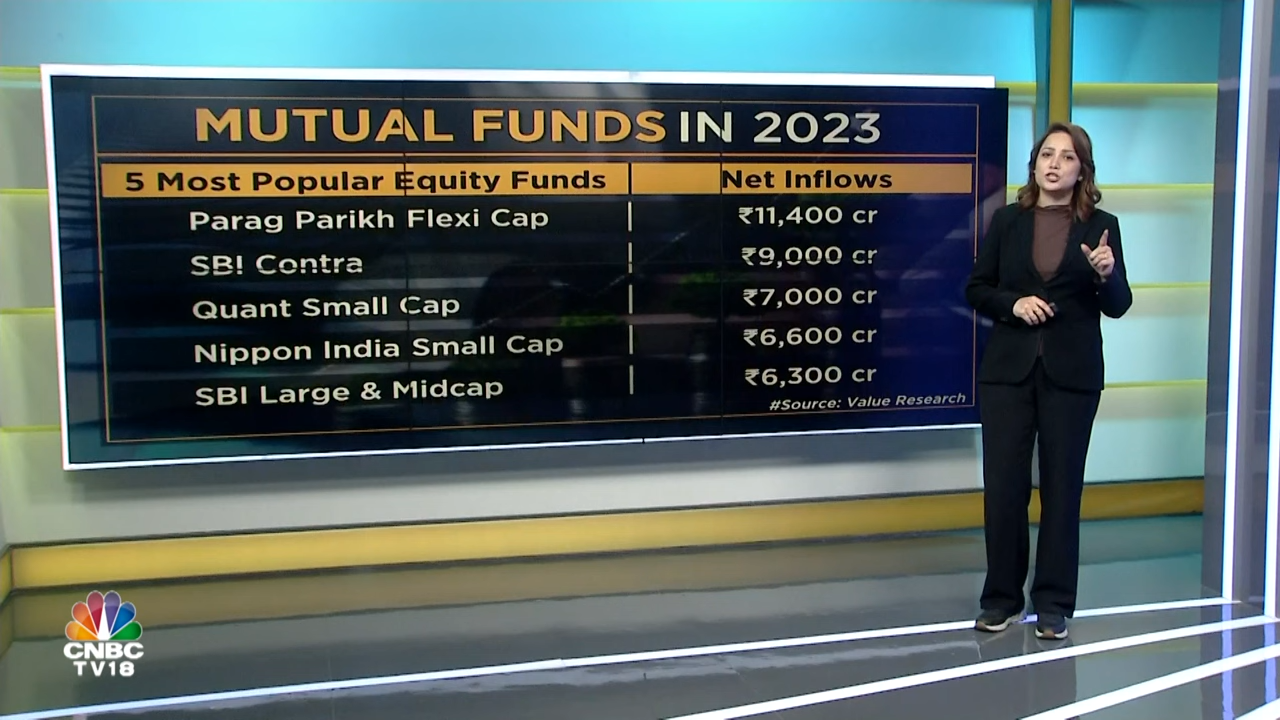 MUTUAL FUNDS IN 2023
5 Most Popular Equity Funds | Net Inflows
Parag Parikh Flexi Cap | ₹11,400 cr
SBI Contra | ₹9,000 cr
Quant Small Cap | ₹7,000 cr
Nippon India Small Cap | ₹6,600 cr
SBI Large & Midcap | ₹6,300 cr
#Source: Value Research
CNBC
TV18